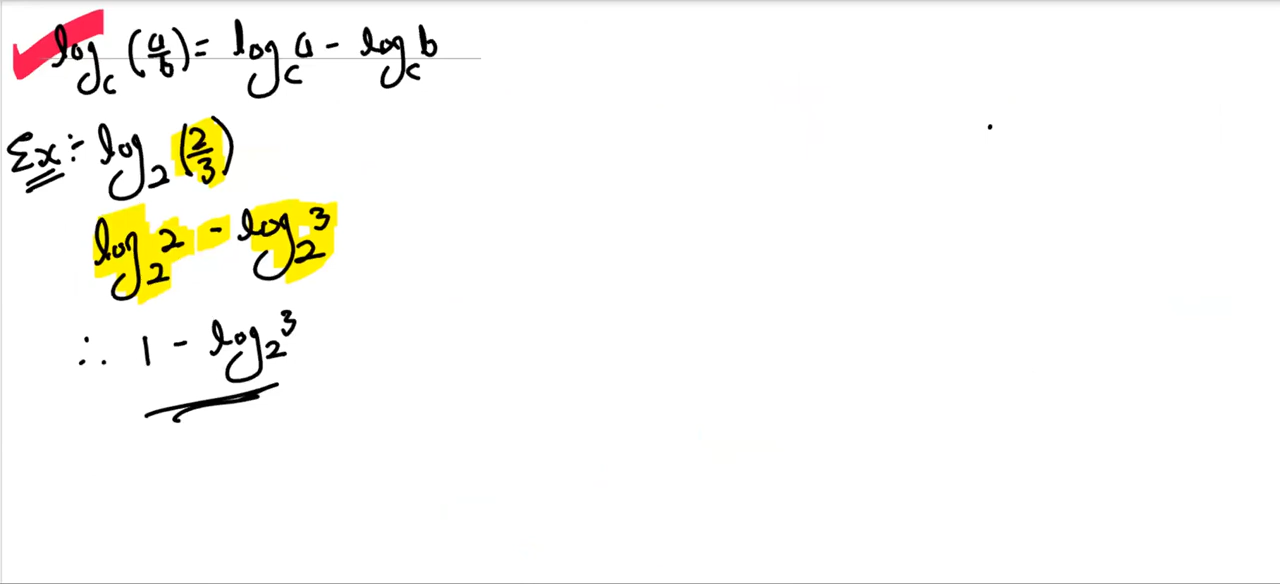 log_c (a/b) = log_c a - log_c b
Ex:- log_2 (2/3)
log_2 2 - log_2 3
∴ 1 - log_2 3